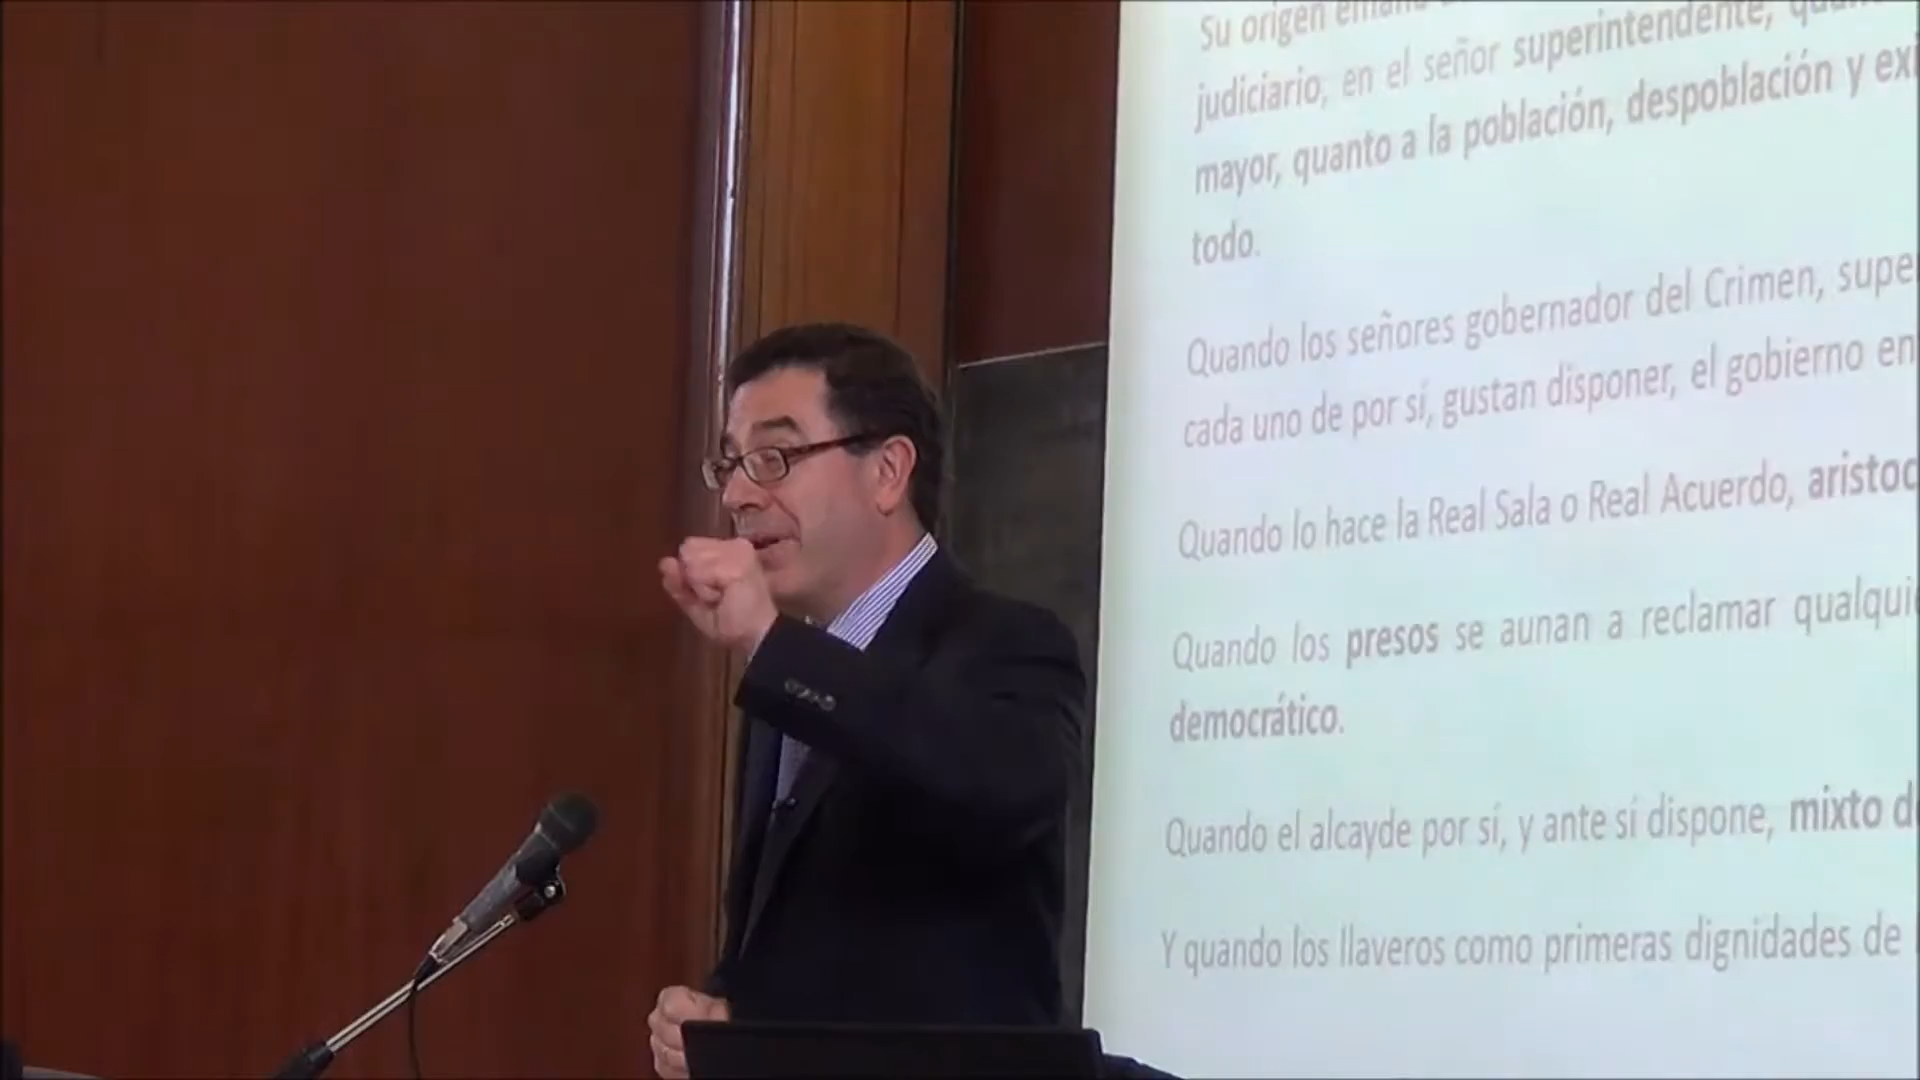 Su origen emana
judiciario, en el señor superintendente,
mayor, quanto a la población, despoblación y
todo.
Quando los señores gobernador del Crimen,
cada uno de por sí, gustan disponer, el gobierno en
Quando lo hace la Real Sala o Real Acuerdo,
Quando los presos se aunan a reclamar
democrático.
Quando el alcayde por sí, y ante sí dispone, mixto
Y quando los llaveros como primeras dignidades de